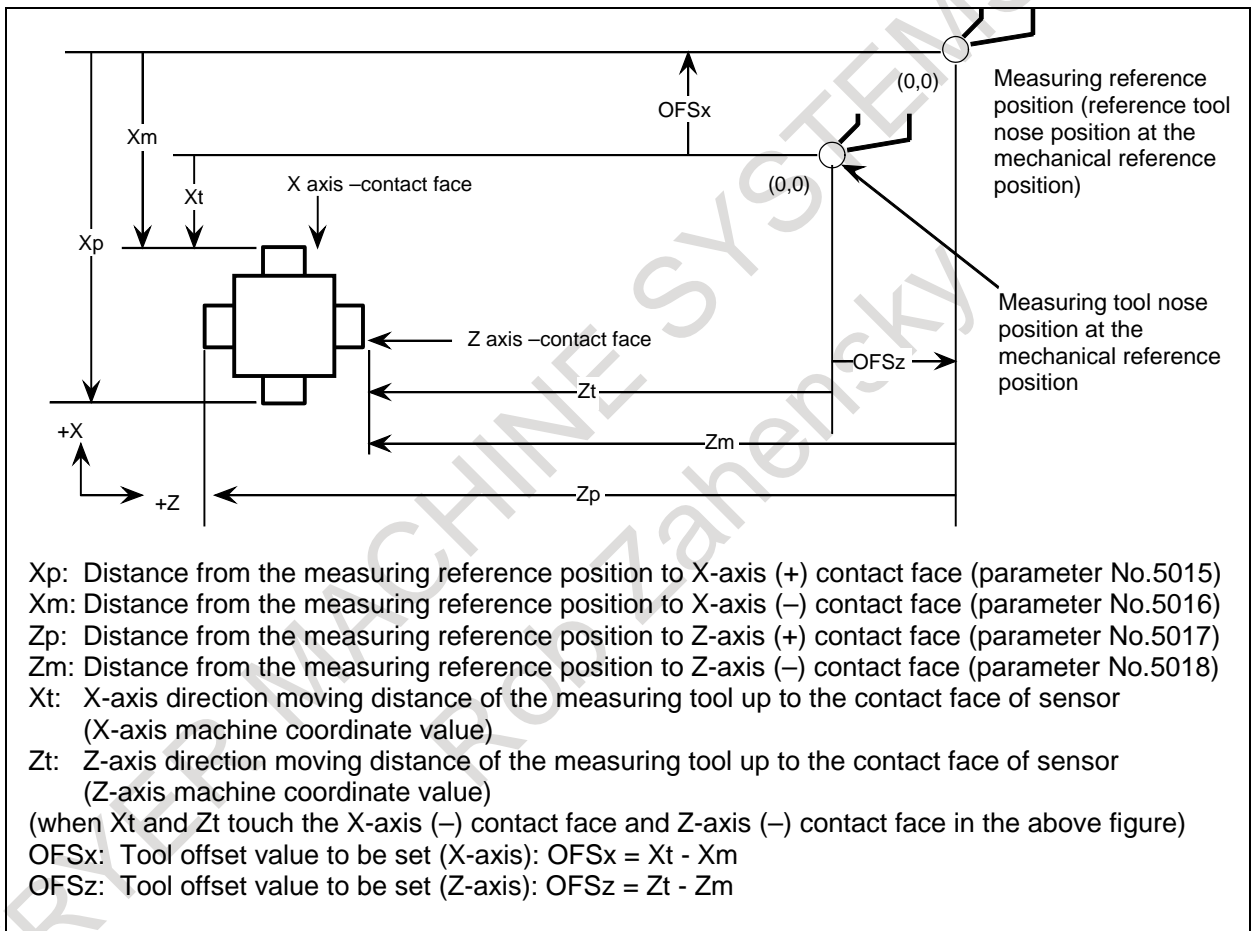 (0,0)
Measuring reference
position (reference tool
nose position at the
mechanical reference
position)
OFSx
Xm
(0,0)
X axis –contact face
Xt
Xp
Measuring tool nose
position at the
mechanical reference
position
Z axis –contact face
OFSz
Zt
+X
Zm
Zp
+Z
Xp: Distance from the measuring reference position to X-axis (+) contact face (parameter No.5015)
Xm: Distance from the measuring reference position to X-axis (–) contact face (parameter No.5016)
Zp: Distance from the measuring reference position to Z-axis (+) contact face (parameter No.5017)
Zm: Distance from the measuring reference position to Z-axis (–) contact face (parameter No.5018)
Xt: X-axis direction moving distance of the measuring tool up to the contact face of sensor
(X-axis machine coordinate value)
Zt: Z-axis direction moving distance of the measuring tool up to the contact face of sensor
(Z-axis machine coordinate value)
(when Xt and Zt touch the X-axis (–) contact face and Z-axis (–) contact face in the above figure)
OFSx: Tool offset value to be set (X-axis): OFSx = Xt - Xm
OFSz: Tool offset value to be set (Z-axis): OFSz = Zt - Zm
MACHINE SYSTEMS
Rob Zahensky